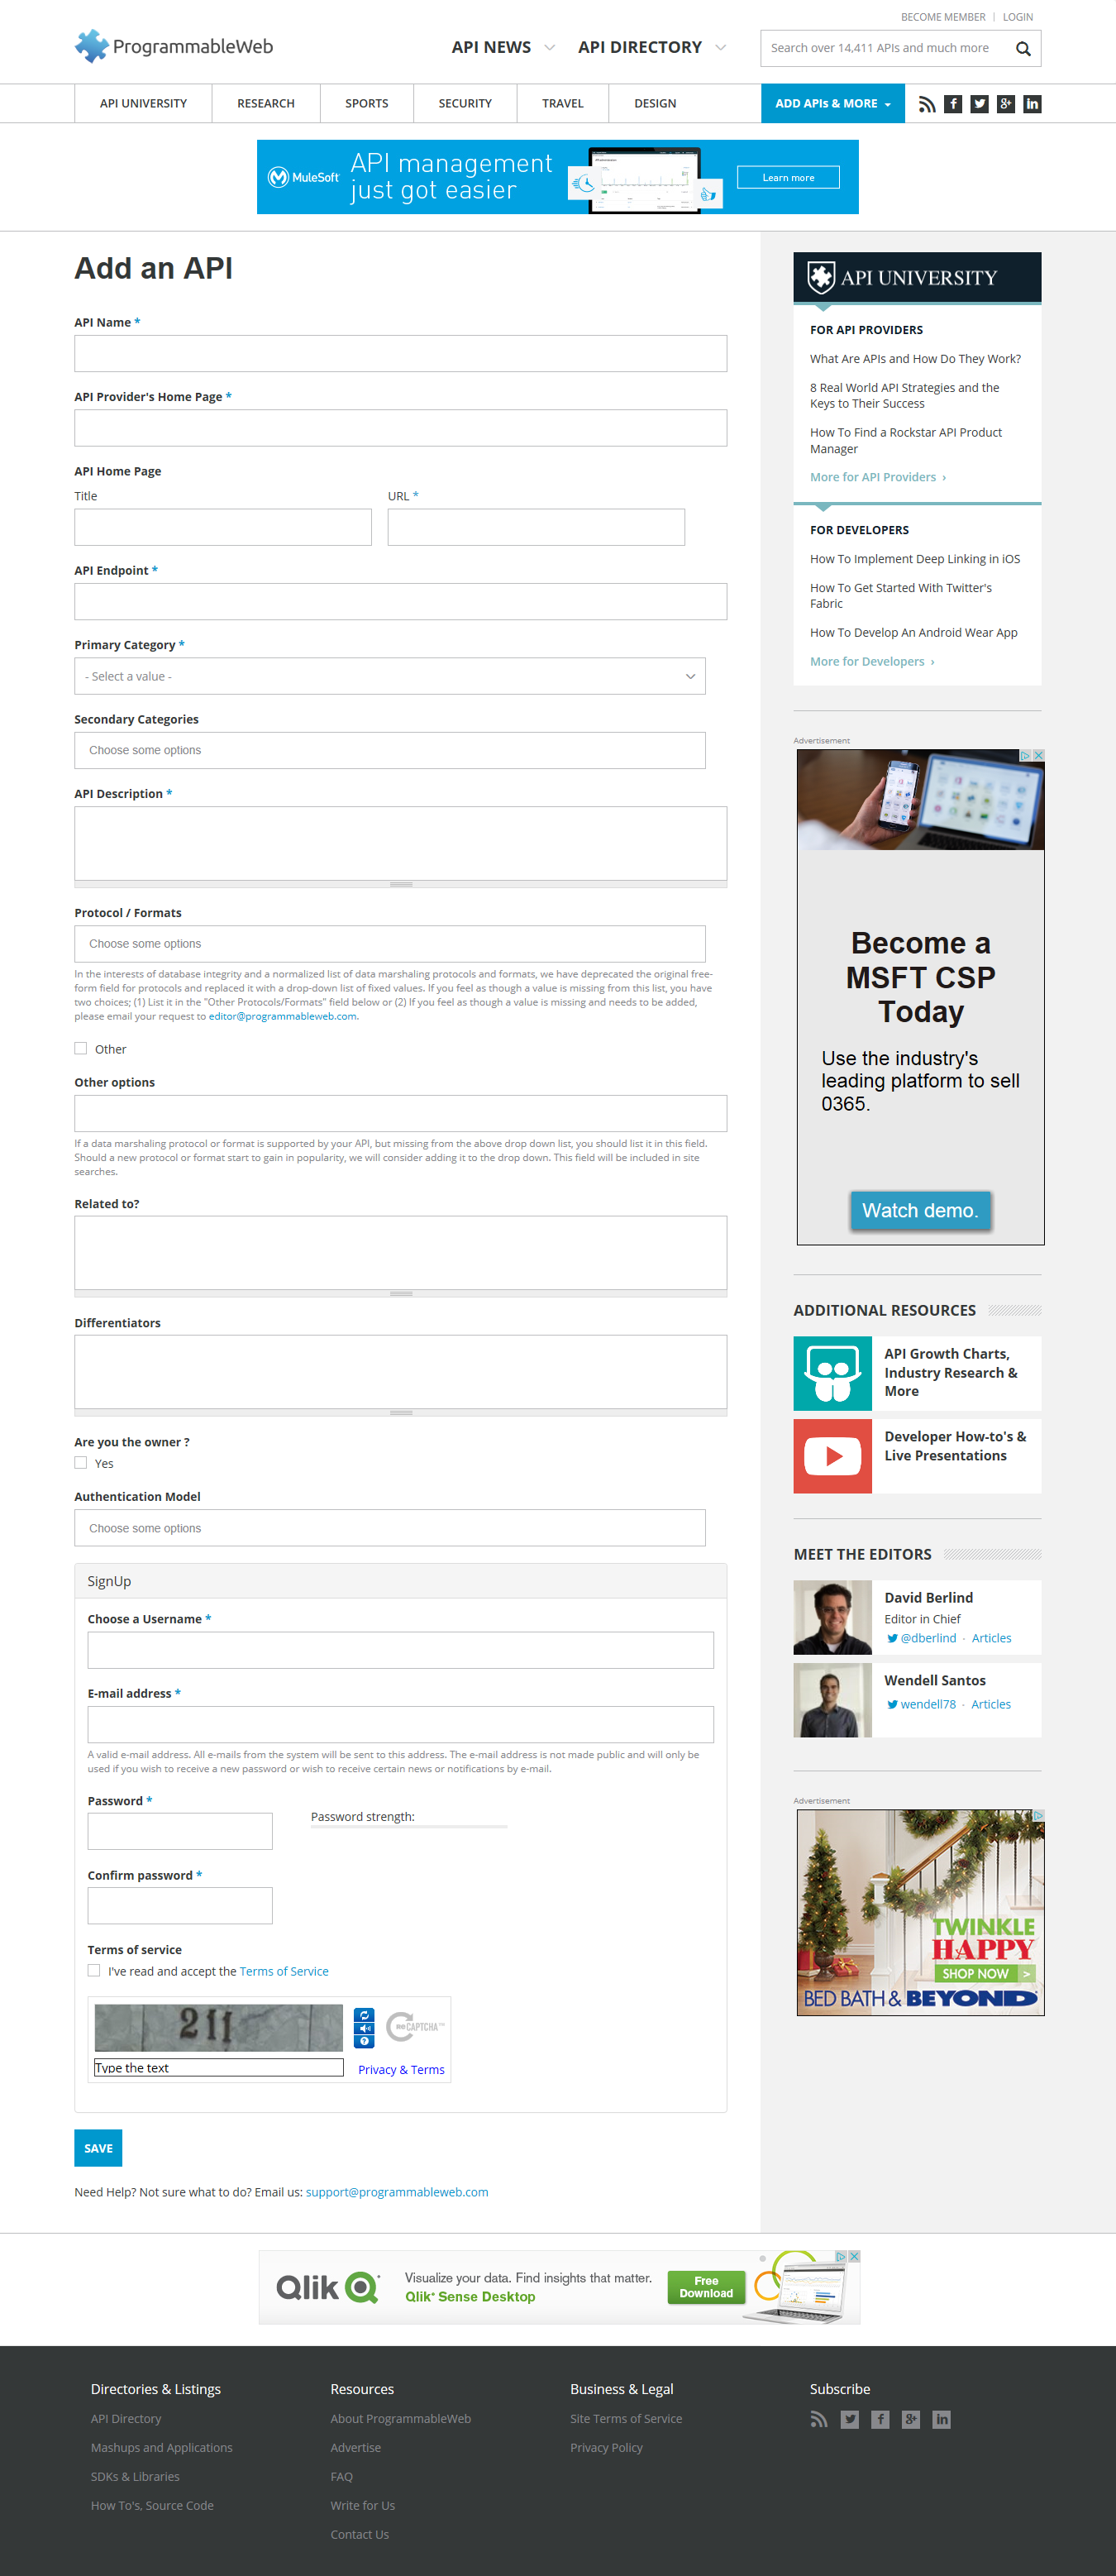 BECOME MEMBER | LOGIN
ProgrammableWeb
API NEWS
API DIRECTORY
Search over 14,411 APIs and much more
API UNIVERSITY
RESEARCH
SPORTS
SECURITY
TRAVEL
DESIGN
ADD APIs & MORE
MuleSoft
API management
just got easier
Learn more
Add an API
API Name *
API Provider's Home Page *
API Home Page
Title
URL *
API Endpoint *
Primary Category *
- Select a value -
Secondary Categories
Choose some options
API Description *
Protocol / Formats
Choose some options
In the interests of database integrity and a normalized list of data marshaling protocols and formats, we have deprecated the original free-
form field for protocols and replaced it with a drop-down list of fixed values. If you feel as though a value is missing from this list, you have
two choices; (1) List it in the "Other Protocols/Formats" field below or (2) If you feel as though a value is missing and needs to be added,
please email your request to editor@programmableweb.com.
Other
Other options
If a data marshaling protocol or format is supported by your API, but missing from the above drop down list, you should list it in this field.
Should a new protocol or format start to gain in popularity, we will consider adding it to the drop down. This field will be included in site
searches.
Related to?
Differentiators
Are you the owner ?
Yes
Authentication Model
Choose some options
SignUp
Choose a Username *
E-mail address *
A valid e-mail address. All e-mails from the system will be sent to this address. The e-mail address is not made public and will only be
used if you wish to receive a new password or wish to receive certain news or notifications by e-mail.
Password *
Password strength:
Confirm password *
Terms of service
I've read and accept the Terms of Service
211
reCAPTCHA™
Type the text
Privacy & Terms
SAVE
Need Help? Not sure what to do? Email us: support@programmableweb.com
API UNIVERSITY
FOR API PROVIDERS
What Are APIs and How Do They Work?
8 Real World API Strategies and the
Keys to Their Success
How To Find a Rockstar API Product
Manager
More for API Providers ›
FOR DEVELOPERS
How To Implement Deep Linking in iOS
How To Get Started With Twitter's
Fabric
How To Develop An Android Wear App
More for Developers ›
Advertisement
Become a
MSFT CSP
Today
Use the industry's
leading platform to sell
O365.
Watch demo.
ADDITIONAL RESOURCES
API Growth Charts,
Industry Research &
More
Developer How-to's &
Live Presentations
MEET THE EDITORS
David Berlind
Editor in Chief
@dberlind · Articles
Wendell Santos
wendell78 · Articles
Advertisement
TWINKLE
HAPPY
SHOP NOW >
BED BATH & BEYOND
Qlik
Visualize your data. Find insights that matter.
Qlik® Sense Desktop
Free
Download
Directories & Listings
API Directory
Mashups and Applications
SDKs & Libraries
How To's, Source Code
Resources
About ProgrammableWeb
Advertise
FAQ
Write for Us
Contact Us
Business & Legal
Site Terms of Service
Privacy Policy
Subscribe